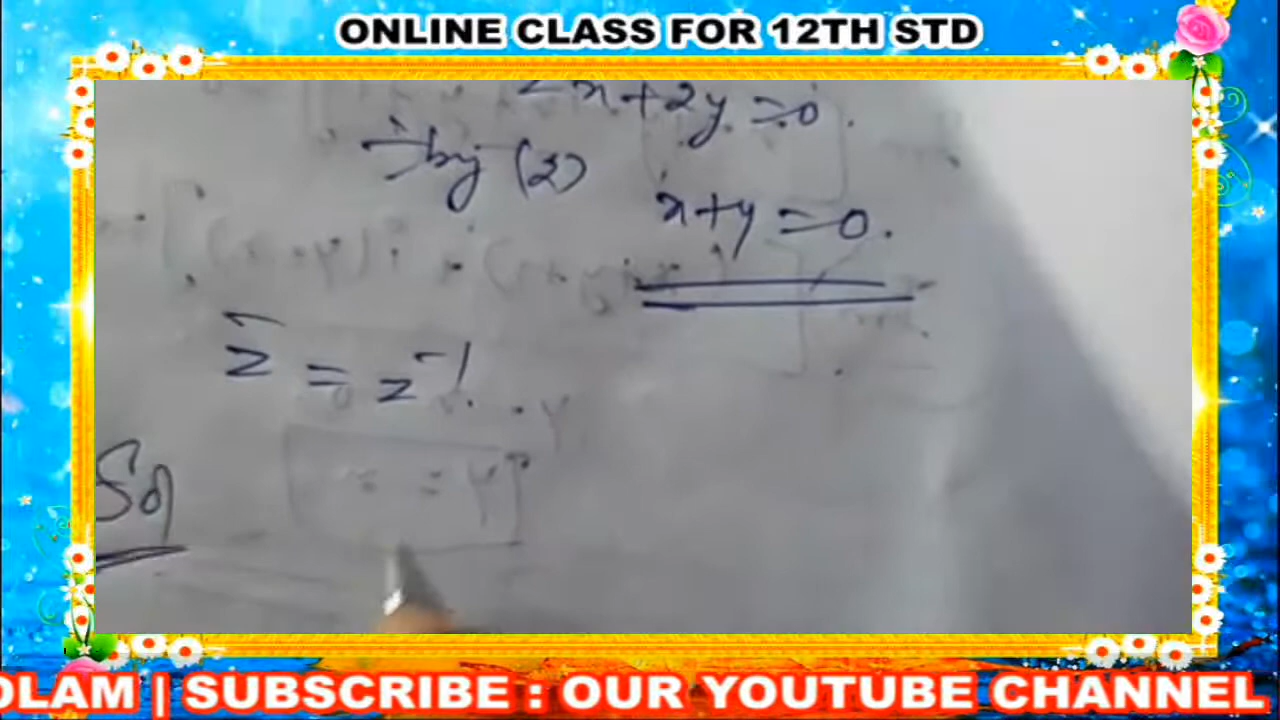 ONLINE CLASS FOR 12TH STD
2x+2y=0.
÷ by (2)
x+y=0.
z̄ = z⁻¹.
Sol
OLAM | SUBSCRIBE : OUR YOUTUBE CHANNEL